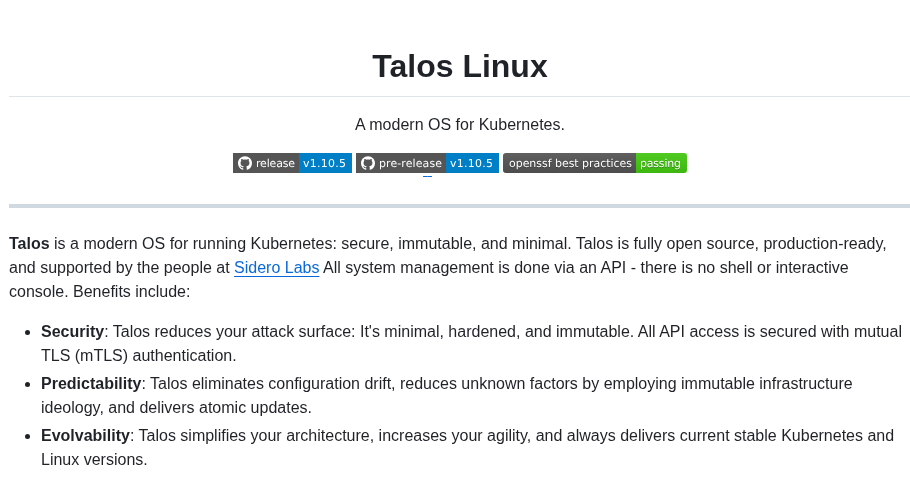 Talos Linux
A modern OS for Kubernetes.
release v1.10.5 pre-release v1.10.5 openssf best practices passing
Talos is a modern OS for running Kubernetes: secure, immutable, and minimal. Talos is fully open source, production-ready,
and supported by the people at Sidero Labs All system management is done via an API - there is no shell or interactive
console. Benefits include:
• Security: Talos reduces your attack surface: It's minimal, hardened, and immutable. All API access is secured with mutual
TLS (mTLS) authentication.
• Predictability: Talos eliminates configuration drift, reduces unknown factors by employing immutable infrastructure
ideology, and delivers atomic updates.
• Evolvability: Talos simplifies your architecture, increases your agility, and always delivers current stable Kubernetes and
Linux versions.